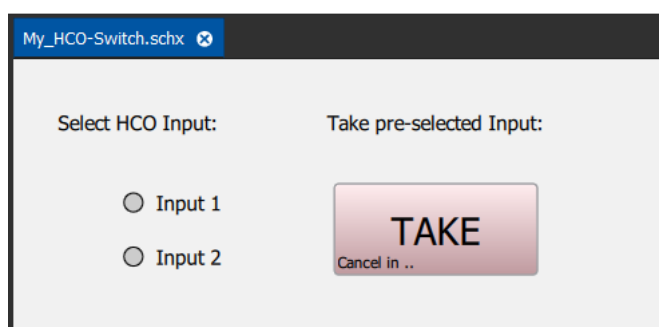 My_HCO-Switch.schx
Select HCO Input:
Take pre-selected Input:
Input 1
Input 2
TAKE
Cancel in ..